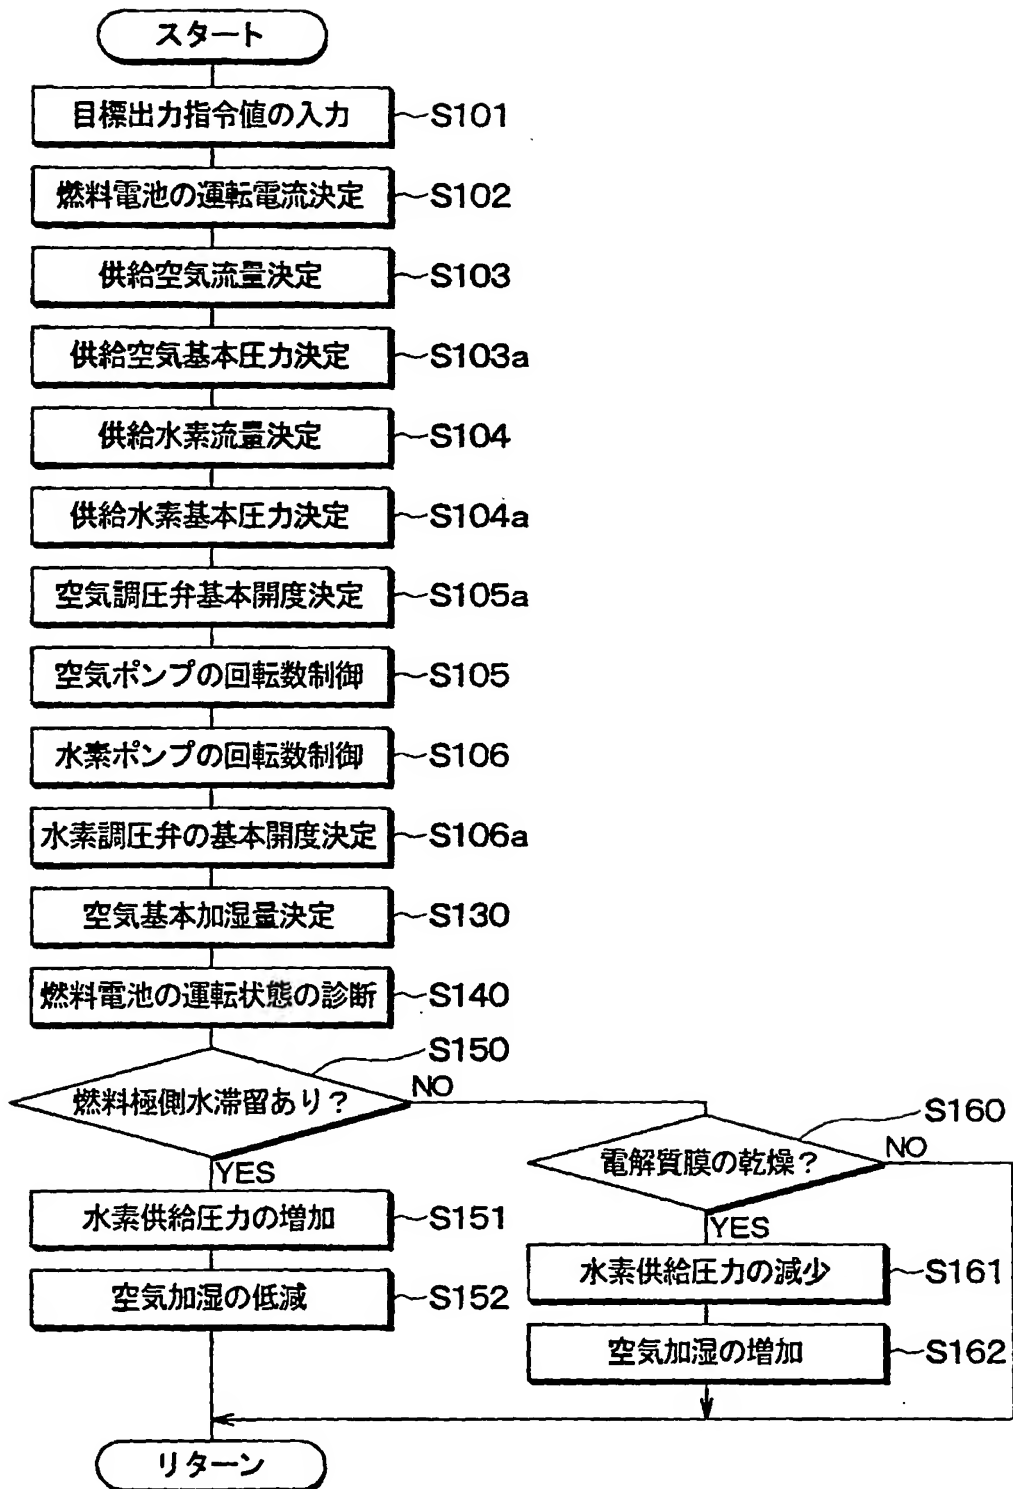 スタート
目標出力指令値の入力 S101
燃料電池の運転電流決定 S102
供給空気流量決定 S103
供給空気基本圧力決定 S103a
供給水素流量決定 S104
供給水素基本圧力決定 S104a
空気調圧弁基本開度決定 S105a
空気ポンプの回転数制御 S105
水素ポンプの回転数制御 S106
水素調圧弁の基本開度決定 S106a
空気基本加湿量決定 S130
燃料電池の運転状態の診断 S140
S150
燃料極側水滞留あり? NO
YES
S160
電解質膜の乾燥? NO
YES
水素供給圧力の増加 S151
空気加湿の低減 S152
水素供給圧力の減少 S161
空気加湿の増加 S162
リターン